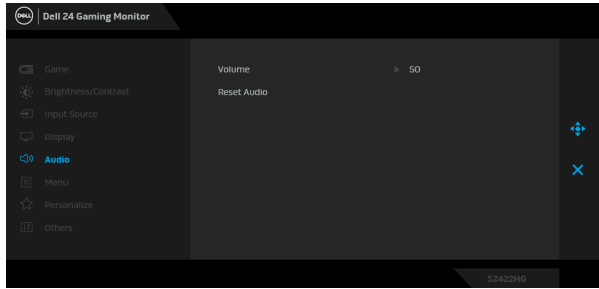 DELL Dell 24 Gaming Monitor
Game
Volume 50
Brightness/Contrast
Reset Audio
Input Source
Display
Audio
Menu
Personalize
Others
S2422HG